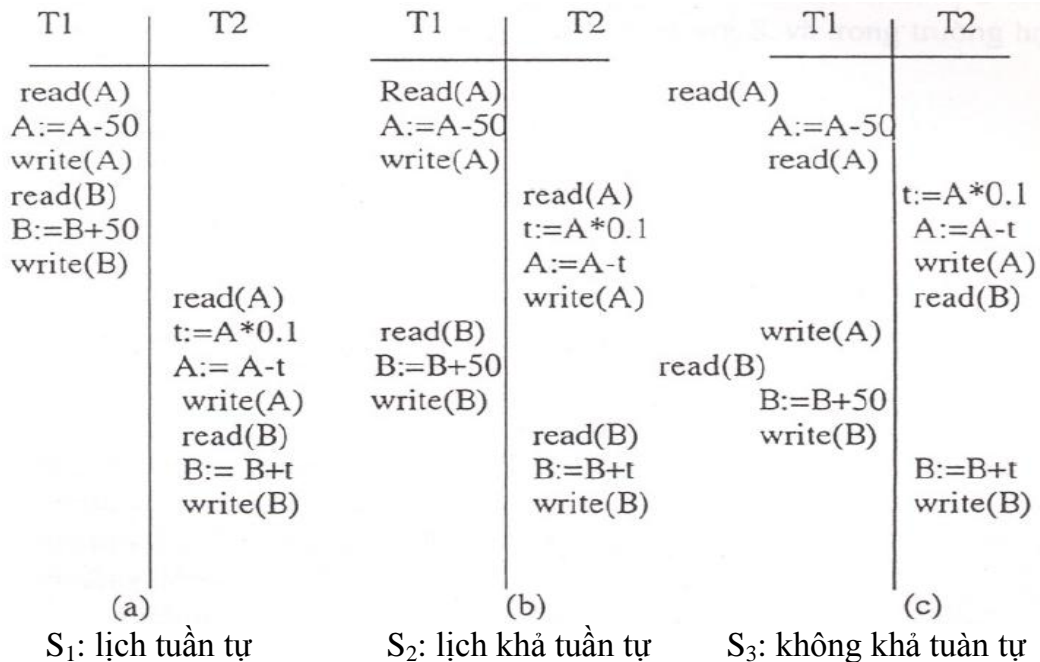 T1 T2
read(A)
A:=A-50
write(A)
read(B)
B:=B+50
write(B)
read(A)
t:=A*0.1
A:= A-t
write(A)
read(B)
B:= B+t
write(B)
(a)
S₁: lịch tuần tự
T1 T2
Read(A)
A:=A-50
write(A)
read(A)
t:=A*0.1
A:=A-t
write(A)
read(B)
B:=B+50
write(B)
read(B)
B:=B+t
write(B)
(b)
S₂: lịch khả tuần tự
T1 T2
read(A)
A:=A-50
read(A)
t:=A*0.1
A:=A-t
write(A)
read(B)
write(A)
read(B)
B:=B+50
write(B)
B:=B+t
write(B)
(c)
S₃: không khả tuàn tự